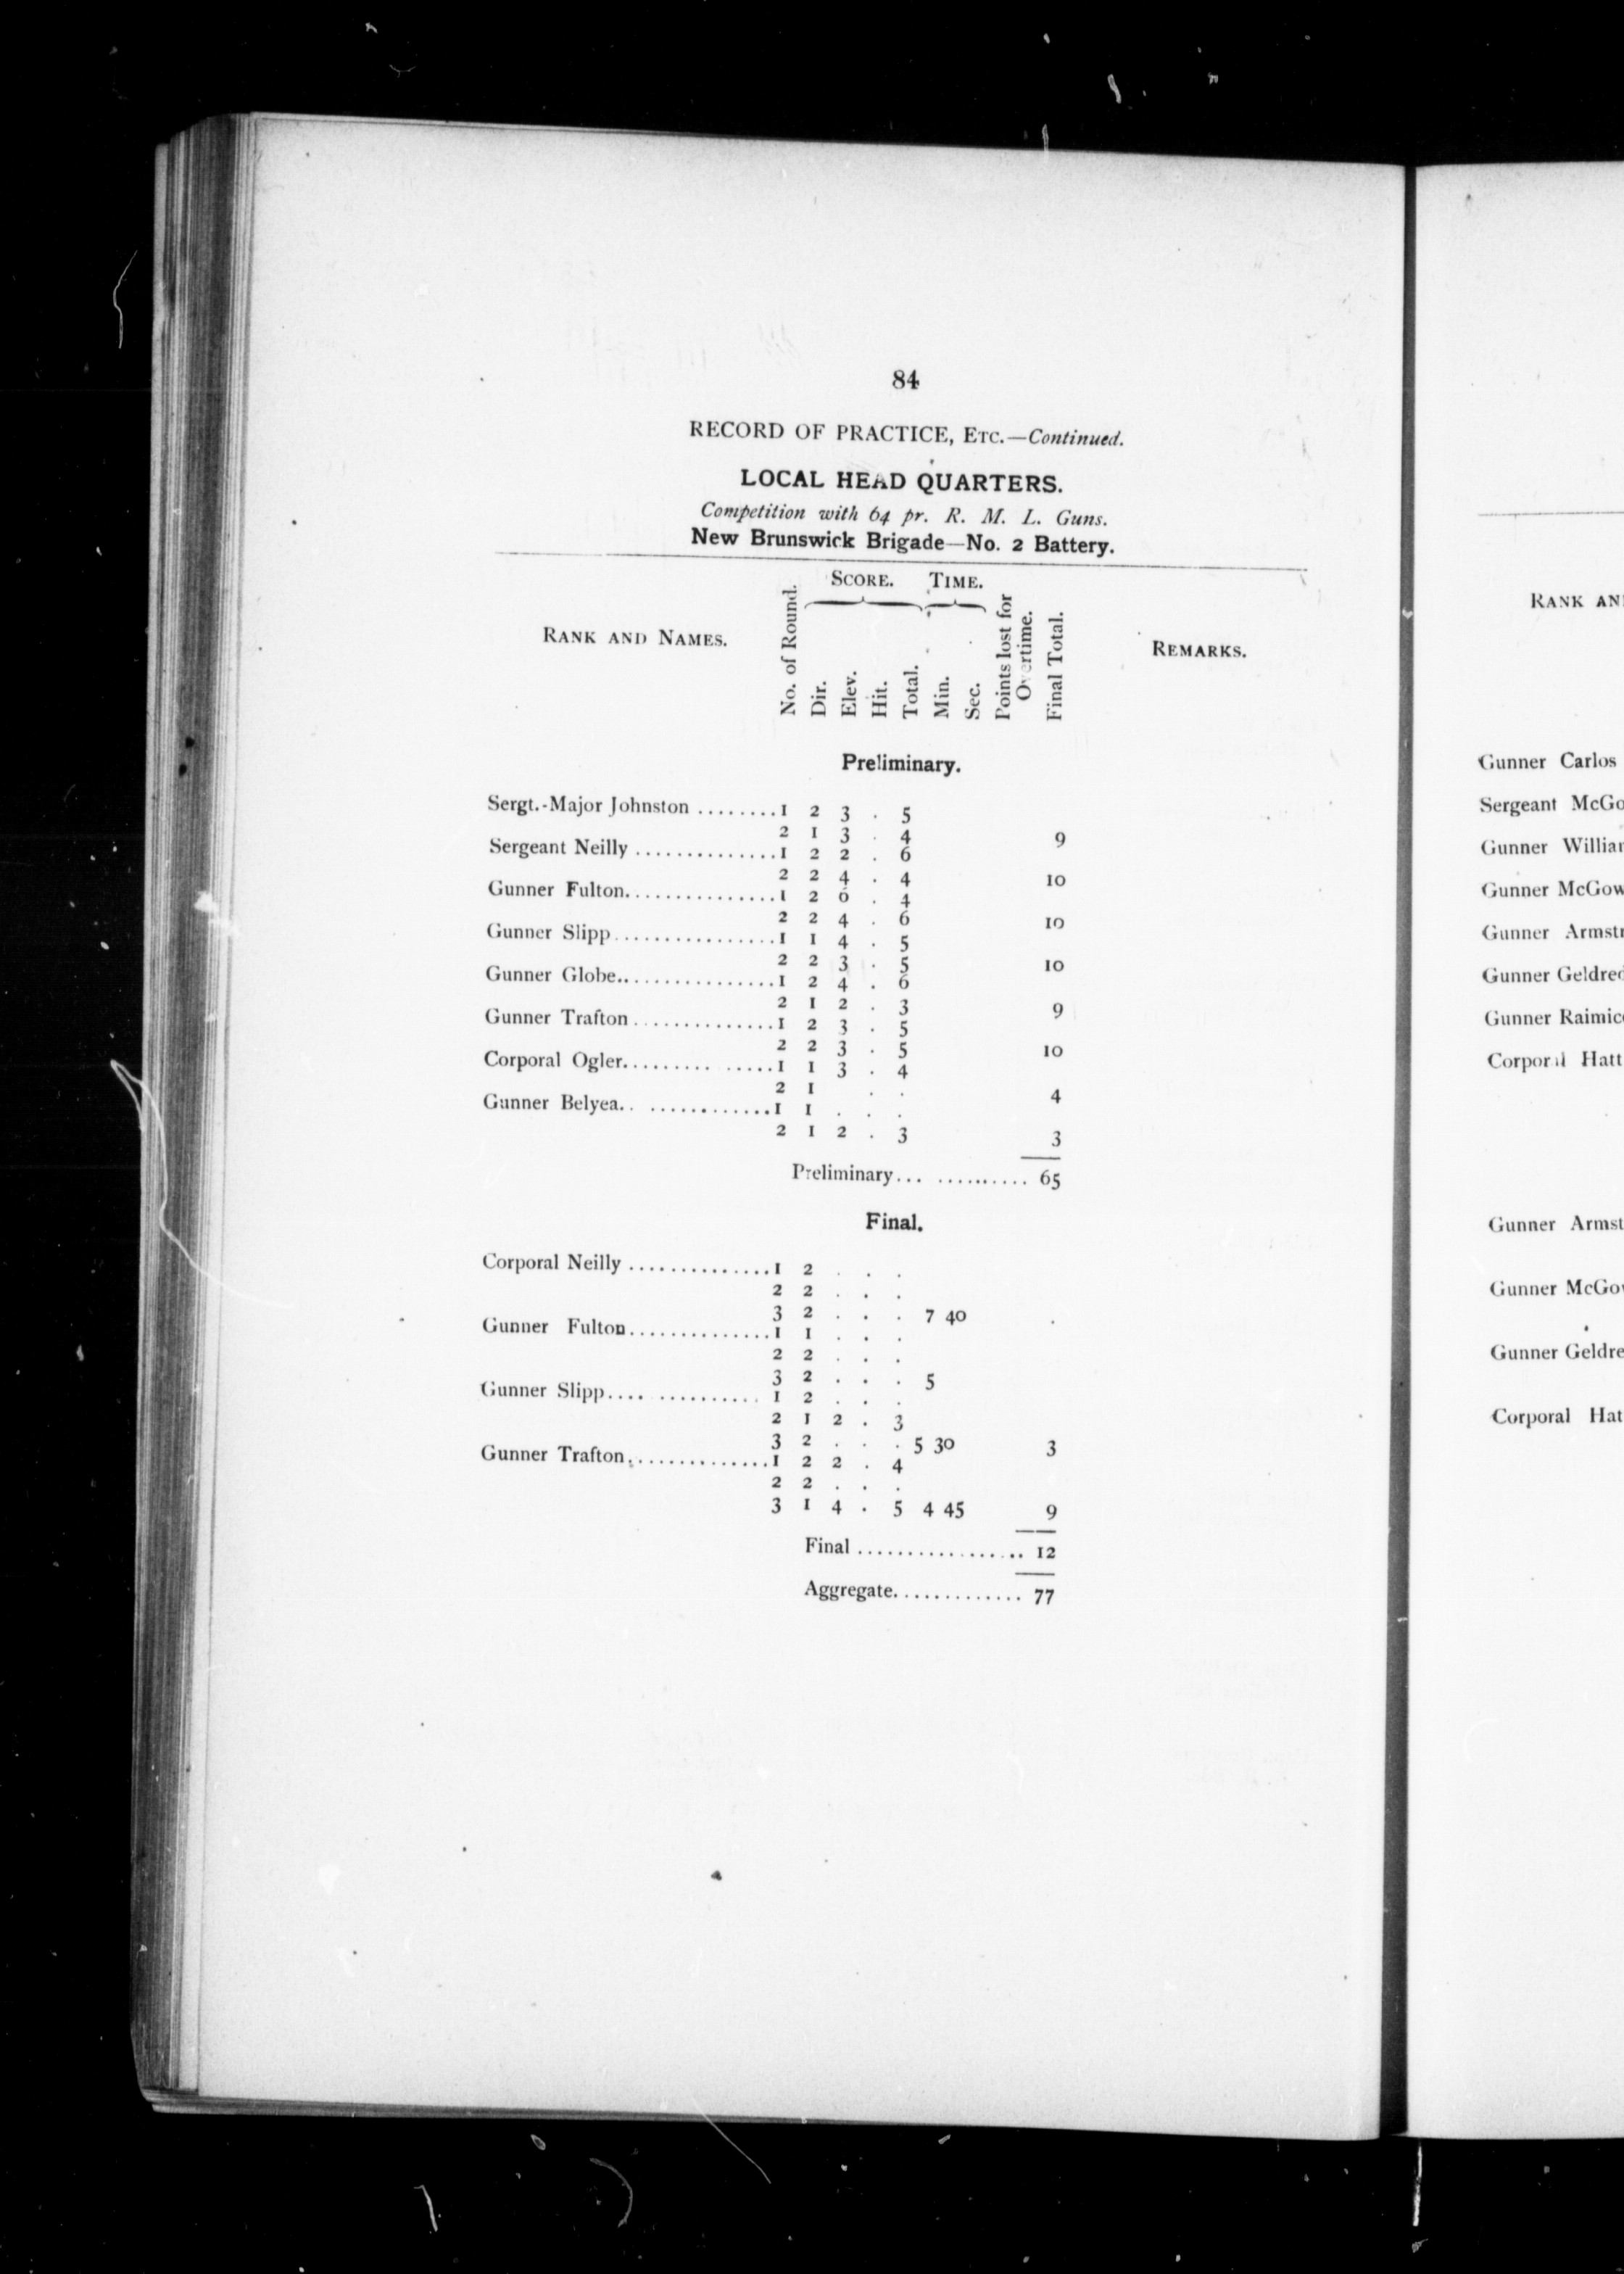 84
RECORD OF PRACTICE, ETC.—Continued.
LOCAL HEAD QUARTERS.
Competition with 64 pr. R. M. L. Guns.
New Brunswick Brigade—No. 2 Battery.
RANK AND NAMES.
No. of Round.
SCORE.
Dir.
Elev.
Hit.
Total.
TIME.
Min.
Sec.
Points lost for
Overtime.
Final Total.
REMARKS.
Preliminary.
Sergt.-Major Johnston ........ 1 2 3 . 5
2 1 3 . 4 9
Sergeant Neilly .............. 1 2 2 . 6
2 2 4 . 4 10
Gunner Fulton............... 1 2 6 . 4
2 2 4 . 6 10
Gunner Slipp................ 1 1 4 . 5
2 2 3 . 5 10
Gunner Globe................ 1 2 4 . 6
2 1 2 . 3 9
Gunner Trafton .............. 1 2 3 . 5
2 2 3 . 5 10
Corporal Ogler......... ..... 1 1 3 . 4
2 1 . . 4
Gunner Belyea.. ............ 1 1 . . .
2 1 2 . 3 3
Preliminary... .......... 65
Final.
Corporal Neilly .............. 1 2 . . .
2 2 . . .
3 2 . . . 7 40
Gunner Fulton.............. 1 1 . . .
2 2 . . .
3 2 . . . 5
Gunner Slipp.... .......... 1 2 . . .
2 1 2 . 3
3 2 . . . 5 30 3
Gunner Trafton.............. 1 2 2 . 4
2 2 . . .
3 1 4 . 5 4 45 9
Final .................. 12
Aggregate.............. 77
RANK AN
Gunner Carlos
Sergeant McGo
Gunner Willia
Gunner McGow
Gunner Armst
Gunner Geldre
Gunner Raimic
Corporal Hatt
Gunner Armst
Gunner McGo
Gunner Geldre
Corporal Hat